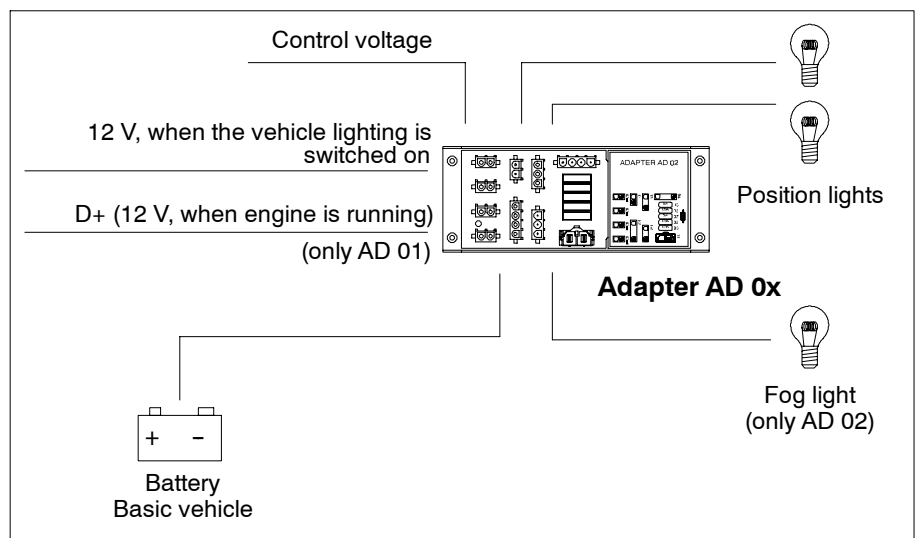 Control voltage
12 V, when the vehicle lighting is
switched on
D+ (12 V, when engine is running)
(only AD 01)
ADAPTER AD 02
Position lights
Adapter AD 0x
Fog light
(only AD 02)
+ −
Battery
Basic vehicle